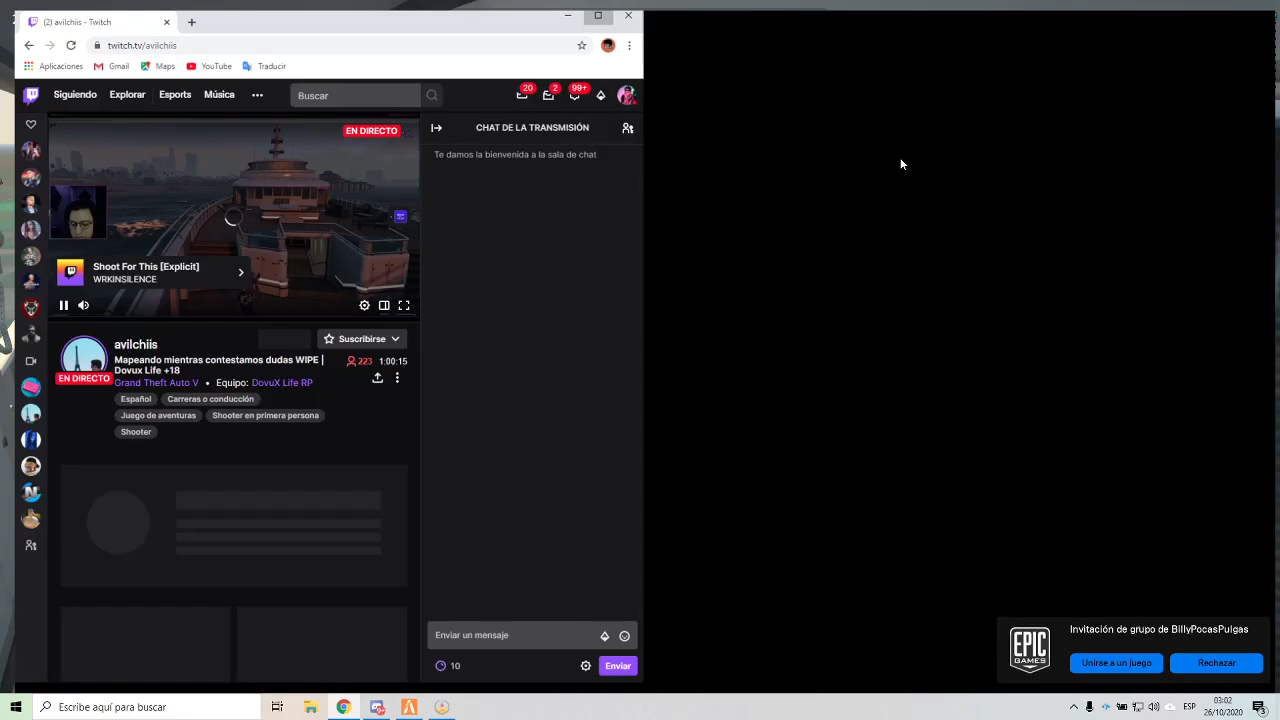 (2) avilchiis - Twitch
twitch.tv/avilchiis
Aplicaciones Gmail Maps YouTube Traducir
Siguiendo Explorar Esports Música Buscar 20 2 99+
EN DIRECTO
CHAT DE LA TRANSMISIÓN
Te damos la bienvenida a la sala de chat
Shoot For This [Explicit]
WRKINSILENCE
Suscribirse
avilchiis
Mapeando mientras contestamos dudas WIPE |
Dovux Life +18
223 1:00:15
EN DIRECTO
Grand Theft Auto V • Equipo: DovuX Life RP
Español Carreras o conducción
Juego de aventuras Shooter en primera persona
Shooter
Enviar un mensaje
10 Enviar
EPIC
GAMES
Invitación de grupo de BillyPocasPulgas
Unirse a un juego Rechazar
Escribe aquí para buscar
ESP
03:02
26/10/2020
3